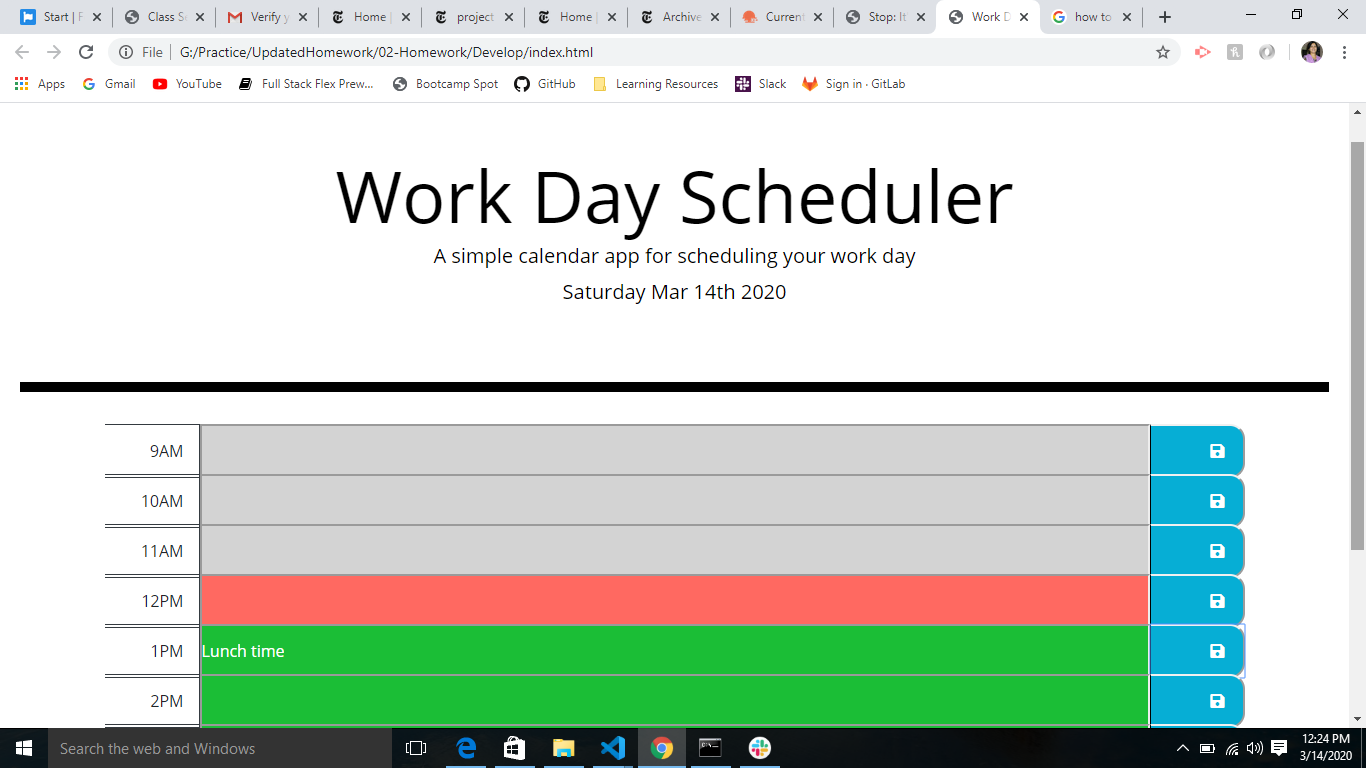 Start | F
Class S
Verify y
Home |
project
Home |
Archive
Current
Stop: It
Work D
how to
File
G:/Practice/UpdatedHomework/02-Homework/Develop/index.html
Apps
Gmail
YouTube
Full Stack Flex Prew...
Bootcamp Spot
GitHub
Learning Resources
Slack
Sign in · GitLab
Work Day Scheduler
A simple calendar app for scheduling your work day
Saturday Mar 14th 2020
9AM
10AM
11AM
12PM
1PM Lunch time
2PM
Search the web and Windows
12:24 PM
3/14/2020